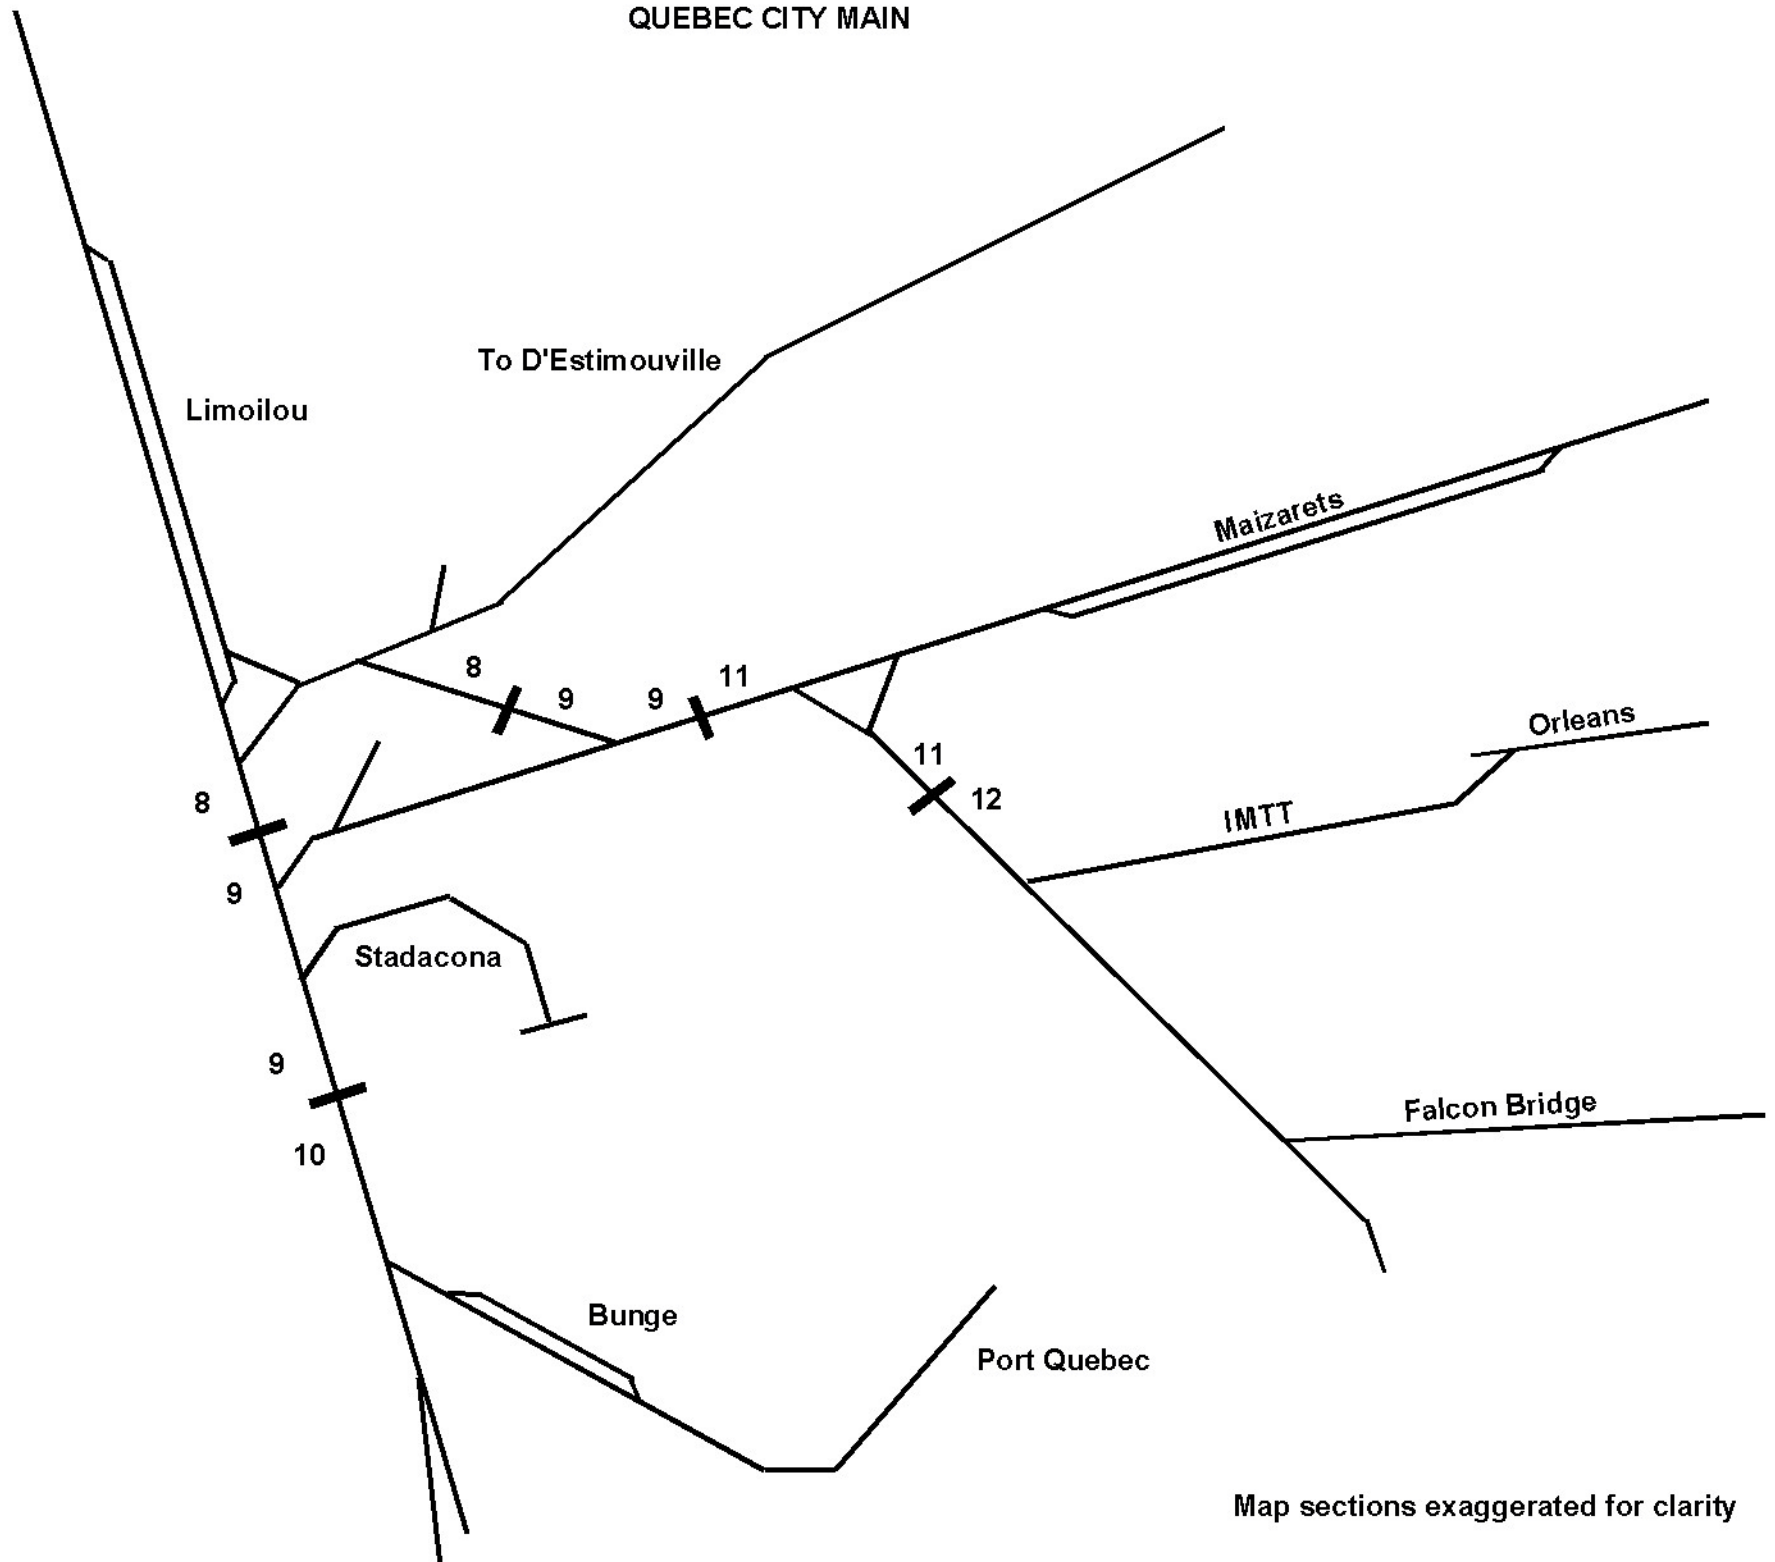 QUEBEC CITY MAIN
To D'Estimouville
Limoilou
Maizarets
8
9
9
11
Orleans
11
12
8
IMTT
9
Stadacona
9
10
Falcon Bridge
Bunge
Port Quebec
Map sections exaggerated for clarity